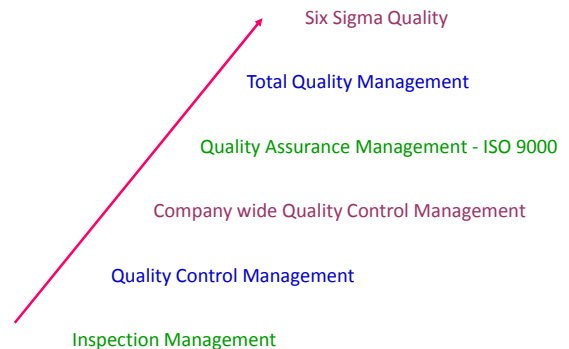 Six Sigma Quality
Total Quality Management
Quality Assurance Management - ISO 9000
Company wide Quality Control Management
Quality Control Management
Inspection Management